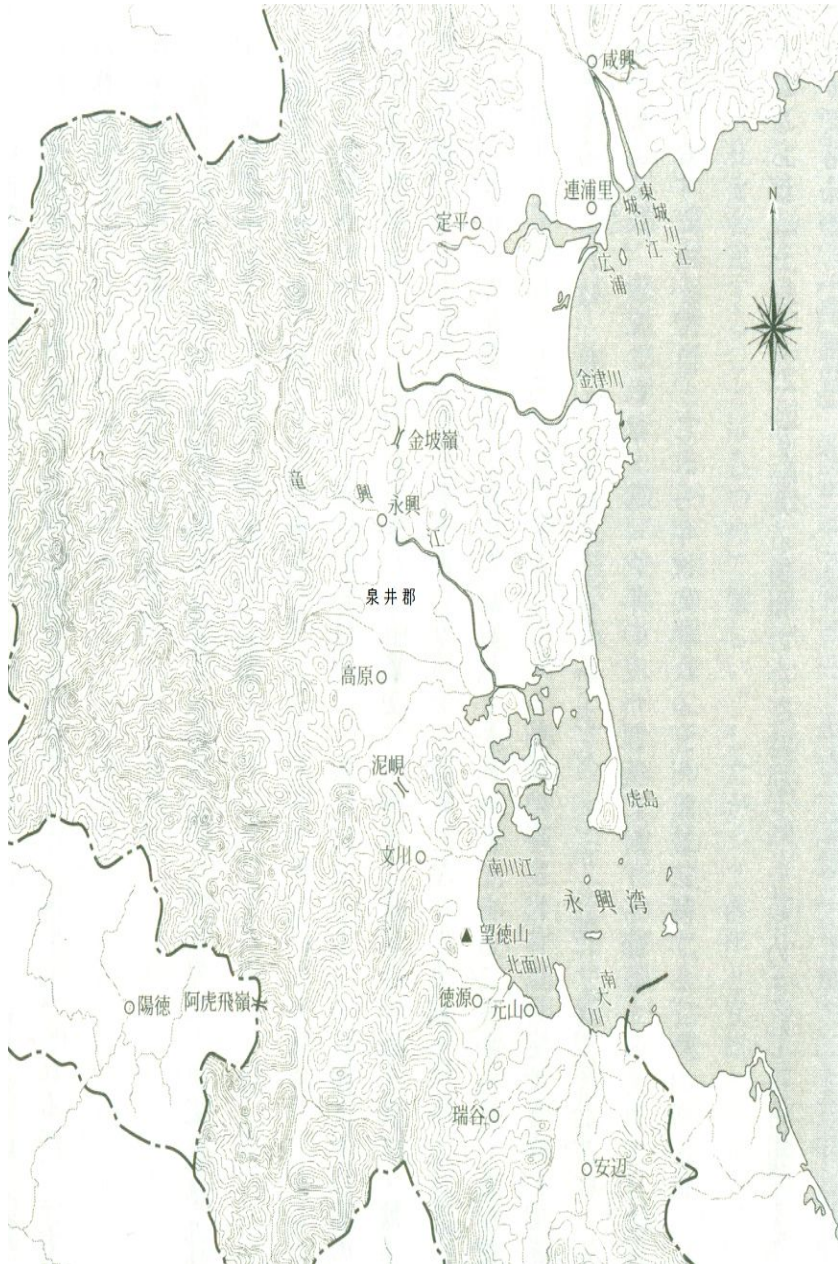 咸興
連浦里
東城川江
城川江
定平
広浦
N
金津川
金坡嶺
竜興江
永興
泉井郡
高原
泥峴
虎島
文川
南川江
永興湾
望徳山
北面川
南大川
陽徳
阿虎飛嶺
徳源
元山
瑞谷
安辺